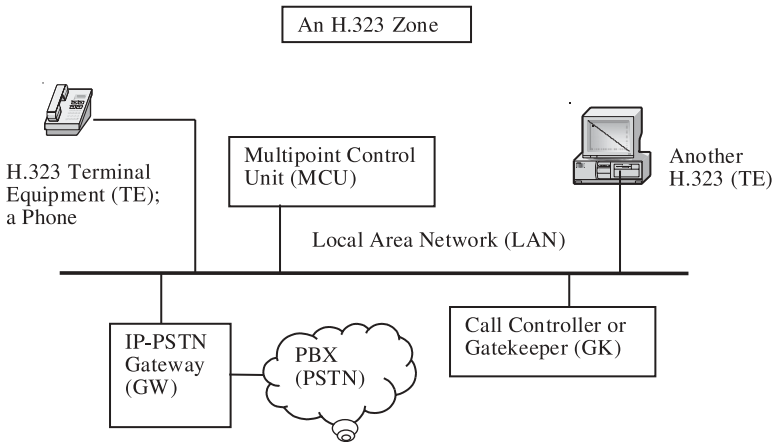 An H.323 Zone
H.323 Terminal
Equipment (TE);
a Phone
Multipoint Control
Unit (MCU)
Another
H.323 (TE)
Local Area Network (LAN)
IP-PSTN
Gateway
(GW)
PBX
(PSTN)
Call Controller or
Gatekeeper (GK)